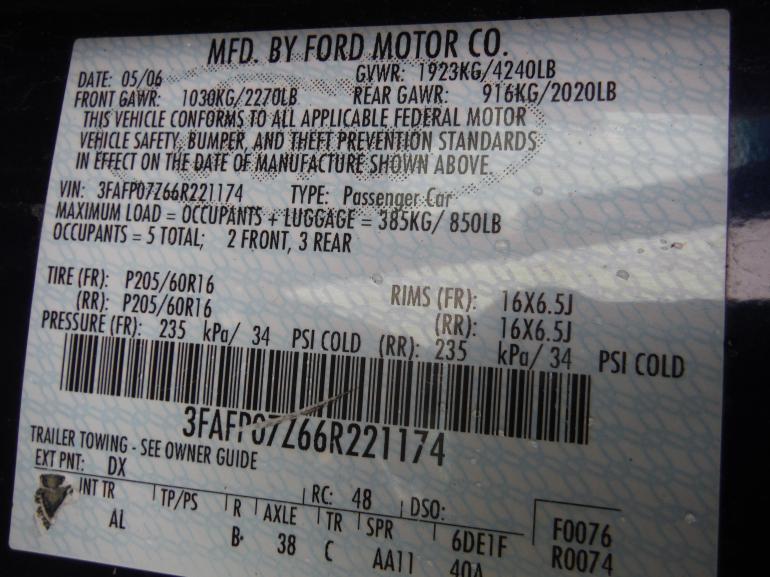 MFD. BY FORD MOTOR CO.
DATE: 05/06 GVWR: 1923KG/4240LB
FRONT GAWR: 1030KG/2270LB REAR GAWR: 916KG/2020LB
THIS VEHICLE CONFORMS TO ALL APPLICABLE FEDERAL MOTOR
VEHICLE SAFETY, BUMPER, AND THEFT PREVENTION STANDARDS
IN EFFECT ON THE DATE OF MANUFACTURE SHOWN ABOVE.
VIN: 3FAFP07Z66R221174 TYPE: Passenger Car
MAXIMUM LOAD = OCCUPANTS + LUGGAGE = 385KG/ 850LB
OCCUPANTS = 5 TOTAL; 2 FRONT, 3 REAR
TIRE (FR): P205/60R16 RIMS (FR): 16X6.5J
(RR): P205/60R16 (RR): 16X6.5J
PRESSURE (FR): 235 kPa/ 34 PSI COLD (RR): 235 kPa/ 34 PSI COLD
3FAFP07Z66R221174
TRAILER TOWING - SEE OWNER GUIDE
EXT PNT: DX RC: 48 DSO:
INT TR TP/PS R AXLE TR SPR 6DE1F F0076
AL B 38 C AA11 40A R0074